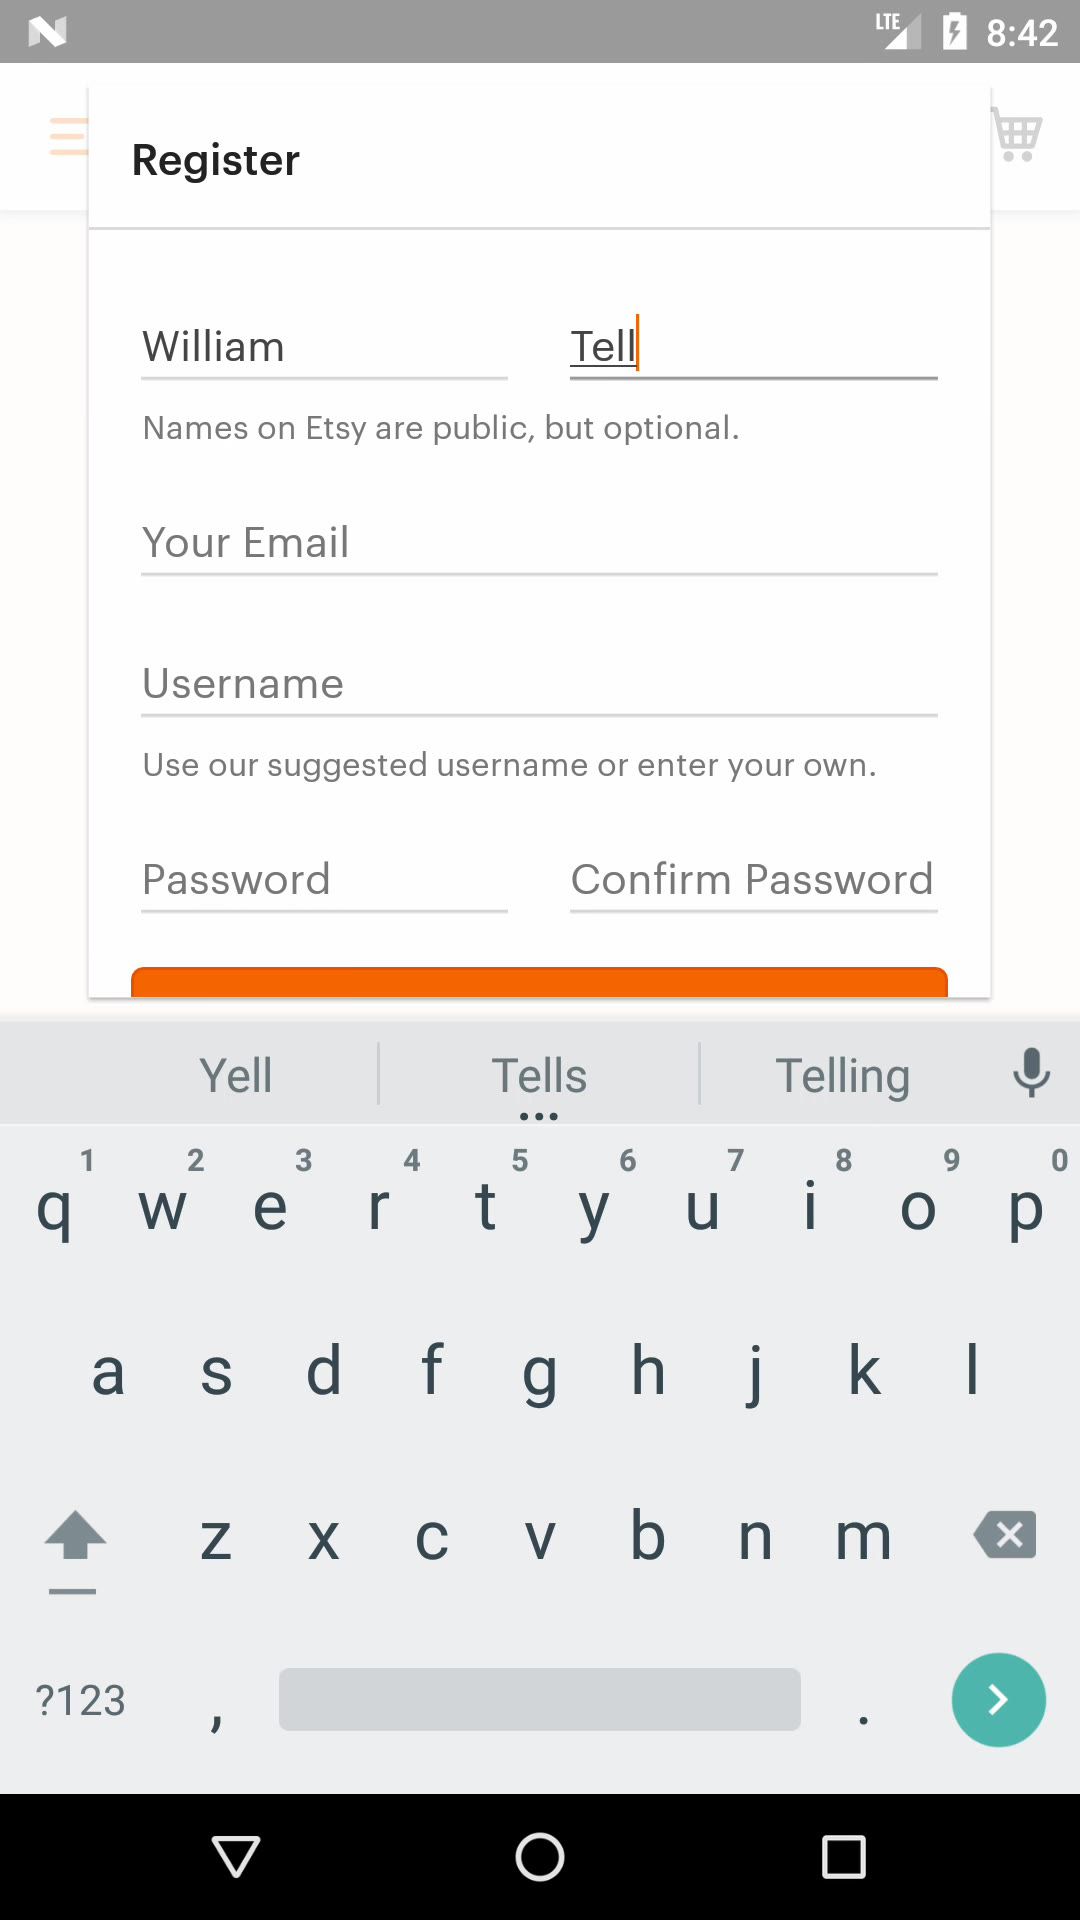 LTE 8:42
Register
William Tell
Names on Etsy are public, but optional.
Your Email
Username
Use our suggested username or enter your own.
Password Confirm Password
Yell Tells Telling
1 2 3 4 5 6 7 8 9 0
q w e r t y u i o p
a s d f g h j k l
z x c v b n m
?123 , .